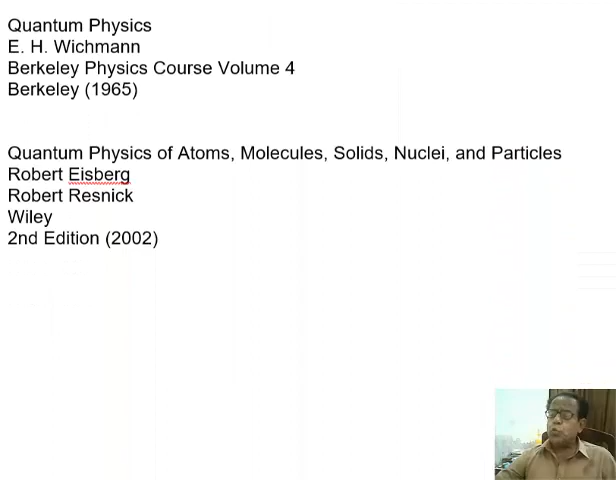 Quantum Physics
E. H. Wichmann
Berkeley Physics Course Volume 4
Berkeley (1965)
Quantum Physics of Atoms, Molecules, Solids, Nuclei, and Particles
Robert Eisberg
Robert Resnick
Wiley
2nd Edition (2002)